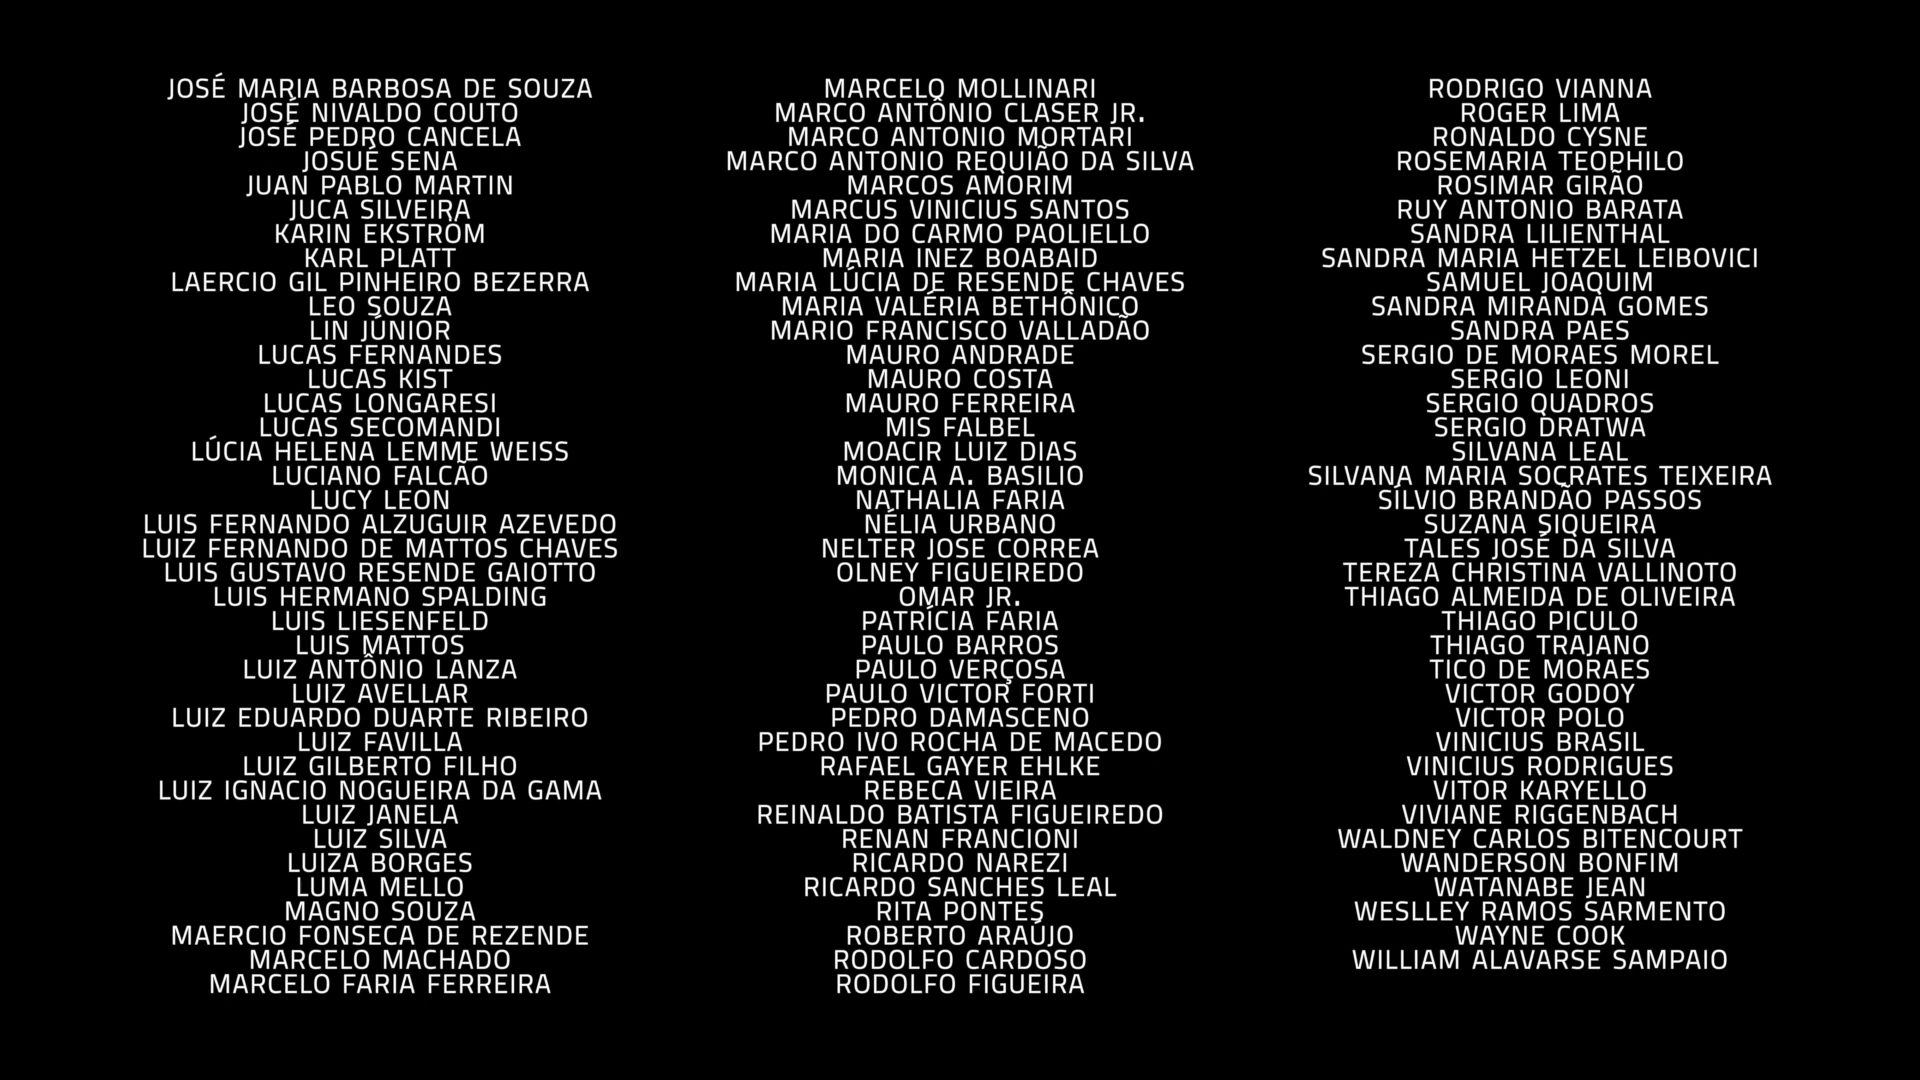 JOSÉ MARIA BARBOSA DE SOUZA
JOSÉ NIVALDO COUTO
JOSÉ PEDRO CANCELA
JOSUÉ SENA
JUAN PABLO MARTIN
JUCA SILVEIRA
KARIN EKSTRÖM
KARL PLATT
LAERCIO GIL PINHEIRO BEZERRA
LEO SOUZA
LIN JÚNIOR
LUCAS FERNANDES
LUCAS KIST
LUCAS LONGARESI
LUCAS SECOMANDI
LÚCIA HELENA LEMME WEISS
LUCIANO FALCÃO
LUCY LEON
LUIS FERNANDO ALZUGUIR AZEVEDO
LUIZ FERNANDO DE MATTOS CHAVES
LUIS GUSTAVO RESENDE GAIOTTO
LUIS HERMANO SPALDING
LUIS LIESENFELD
LUIS MATTOS
LUIZ ANTÔNIO LANZA
LUIZ AVELLAR
LUIZ EDUARDO DUARTE RIBEIRO
LUIZ FAVILLA
LUIZ GILBERTO FILHO
LUIZ IGNACIO NOGUEIRA DA GAMA
LUIZ JANELA
LUIZ SILVA
LUIZA BORGES
LUMA MELLO
MAGNO SOUZA
MAERCIO FONSECA DE REZENDE
MARCELO MACHADO
MARCELO FARIA FERREIRA
MARCELO MOLLINARI
MARCO ANTÔNIO CLASER JR.
MARCO ANTONIO MORTARI
MARCO ANTONIO REQUIÃO DA SILVA
MARCOS AMORIM
MARCUS VINICIUS SANTOS
MARIA DO CARMO PAOLIELLO
MARIA INEZ BOABAID
MARIA LÚCIA DE RESENDE CHAVES
MARIA VALÉRIA BETHÔNICO
MARIO FRANCISCO VALLADÃO
MAURO ANDRADE
MAURO COSTA
MAURO FERREIRA
MIS FALBEL
MOACIR LUIZ DIAS
MONICA A. BASILIO
NATHALIA FARIA
NÉLIA URBANO
NELTER JOSE CORREA
OLNEY FIGUEIREDO
OMAR JR.
PATRÍCIA FARIA
PAULO BARROS
PAULO VERÇOSA
PAULO VICTOR FORTI
PEDRO DAMASCENO
PEDRO IVO ROCHA DE MACEDO
RAFAEL GAYER EHLKE
REBECA VIEIRA
REINALDO BATISTA FIGUEIREDO
RENAN FRANCIONI
RICARDO NAREZI
RICARDO SANCHES LEAL
RITA PONTES
ROBERTO ARAÚJO
RODOLFO CARDOSO
RODOLFO FIGUEIRA
RODRIGO VIANNA
ROGER LIMA
RONALDO CYSNE
ROSEMARIA TEOPHILO
ROSIMAR GIRÃO
RUY ANTONIO BARATA
SANDRA LILIENTHAL
SANDRA MARIA HETZEL LEIBOVICI
SAMUEL JOAQUIM
SANDRA MIRANDA GOMES
SANDRA PAES
SERGIO DE MORAES MOREL
SERGIO LEONI
SERGIO QUADROS
SERGIO DRATWA
SILVANA LEAL
SILVANA MARIA SOCRATES TEIXEIRA
SÍLVIO BRANDÃO PASSOS
SUZANA SIQUEIRA
TALES JOSÉ DA SILVA
TEREZA CHRISTINA VALLINOTO
THIAGO ALMEIDA DE OLIVEIRA
THIAGO PICULO
THIAGO TRAJANO
TICO DE MORAES
VICTOR GODOY
VICTOR POLO
VINICIUS BRASIL
VINICIUS RODRIGUES
VITOR KARYELLO
VIVIANE RIGGENBACH
WALDNEY CARLOS BITENCOURT
WANDERSON BONFIM
WATANABE JEAN
WESLLEY RAMOS SARMENTO
WAYNE COOK
WILLIAM ALAVARSE SAMPAIO